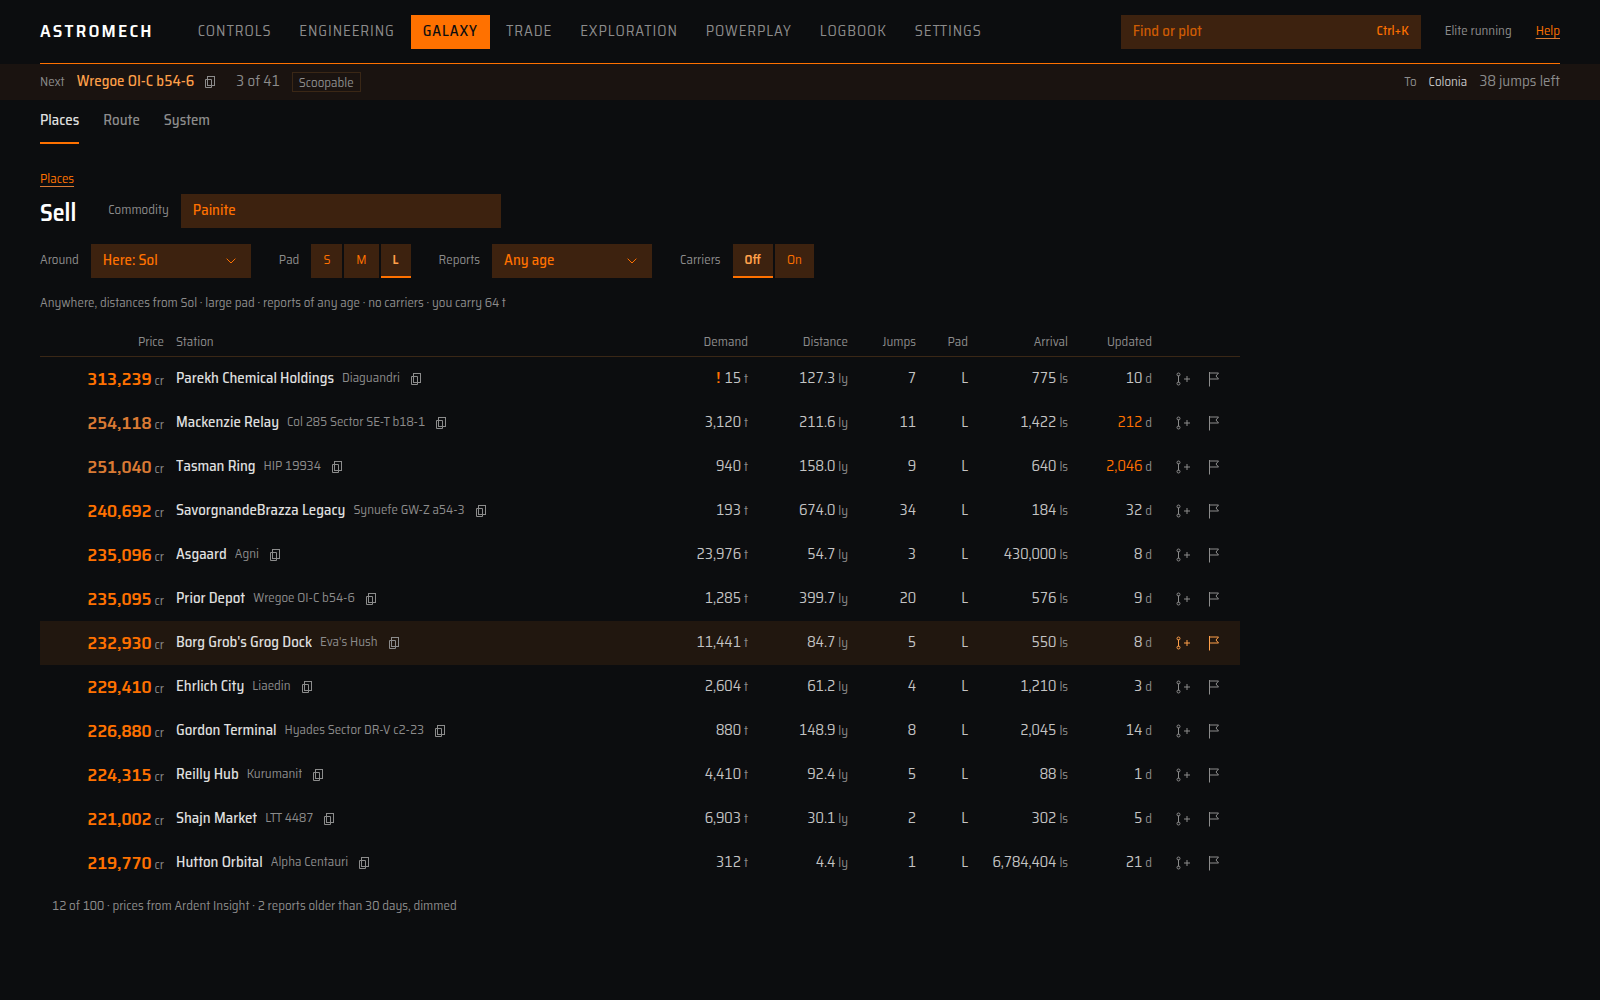 ASTROMECH CONTROLS ENGINEERING GALAXY TRADE EXPLORATION POWERPLAY LOGBOOK SETTINGS Find or plot Ctrl+K Elite running Help
Next Wregoe OI-C b54-6 3 of 41 Scoopable To Colonia 38 jumps left
Places Route System
Places
Sell Commodity Painite
Around Here: Sol Pad S M L Reports Any age Carriers Off On
Anywhere, distances from Sol · large pad · reports of any age · no carriers · you carry 64 t
Price Station Demand Distance Jumps Pad Arrival Updated
313,239 cr Parekh Chemical Holdings Diaguandri ! 15 t 127.3 ly 7 L 775 ls 10 d
254,118 cr Mackenzie Relay Col 285 Sector SE-T b18-1 3,120 t 211.6 ly 11 L 1,422 ls 212 d
251,040 cr Tasman Ring HIP 19934 940 t 158.0 ly 9 L 640 ls 2,046 d
240,692 cr SavorgnandeBrazza Legacy Synuefe GW-Z a54-3 193 t 674.0 ly 34 L 184 ls 32 d
235,096 cr Asgaard Agni 23,976 t 54.7 ly 3 L 430,000 ls 8 d
235,095 cr Prior Depot Wregoe OI-C b54-6 1,285 t 399.7 ly 20 L 576 ls 9 d
232,930 cr Borg Grob's Grog Dock Eva's Hush 11,441 t 84.7 ly 5 L 550 ls 8 d
229,410 cr Ehrlich City Liaedin 2,604 t 61.2 ly 4 L 1,210 ls 3 d
226,880 cr Gordon Terminal Hyades Sector DR-V c2-23 880 t 148.9 ly 8 L 2,045 ls 14 d
224,315 cr Reilly Hub Kurumanit 4,410 t 92.4 ly 5 L 88 ls 1 d
221,002 cr Shajn Market LTT 4487 6,903 t 30.1 ly 2 L 302 ls 5 d
219,770 cr Hutton Orbital Alpha Centauri 312 t 4.4 ly 1 L 6,784,404 ls 21 d
12 of 100 · prices from Ardent Insight · 2 reports older than 30 days, dimmed